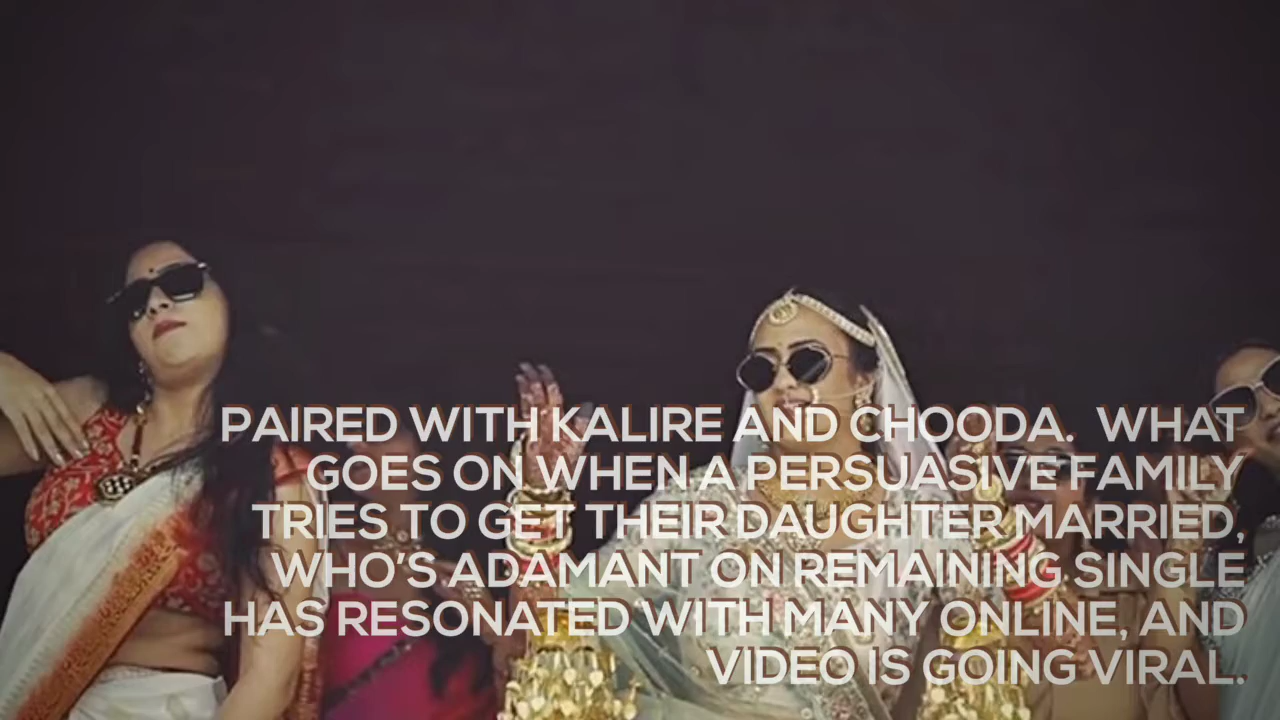 PAIRED WITH KALIRE AND CHOODA. WHAT
GOES ON WHEN A PERSUASIVE FAMILY
TRIES TO GET THEIR DAUGHTER MARRIED,
WHO'S ADAMANT ON REMAINING SINGLE
HAS RESONATED WITH MANY ONLINE, AND
VIDEO IS GOING VIRAL.